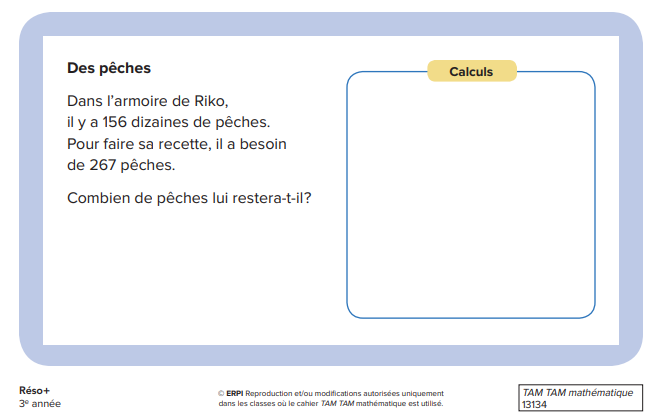 Des pêches
Dans l'armoire de Riko,
il y a 156 dizaines de pêches.
Pour faire sa recette, il a besoin
de 267 pêches.
Combien de pêches lui restera-t-il?
Calculs
Réso+
3e année
© ERPI Reproduction et/ou modifications autorisées uniquement
dans les classes où le cahier TAM TAM mathématique est utilisé.
TAM TAM mathématique
13134